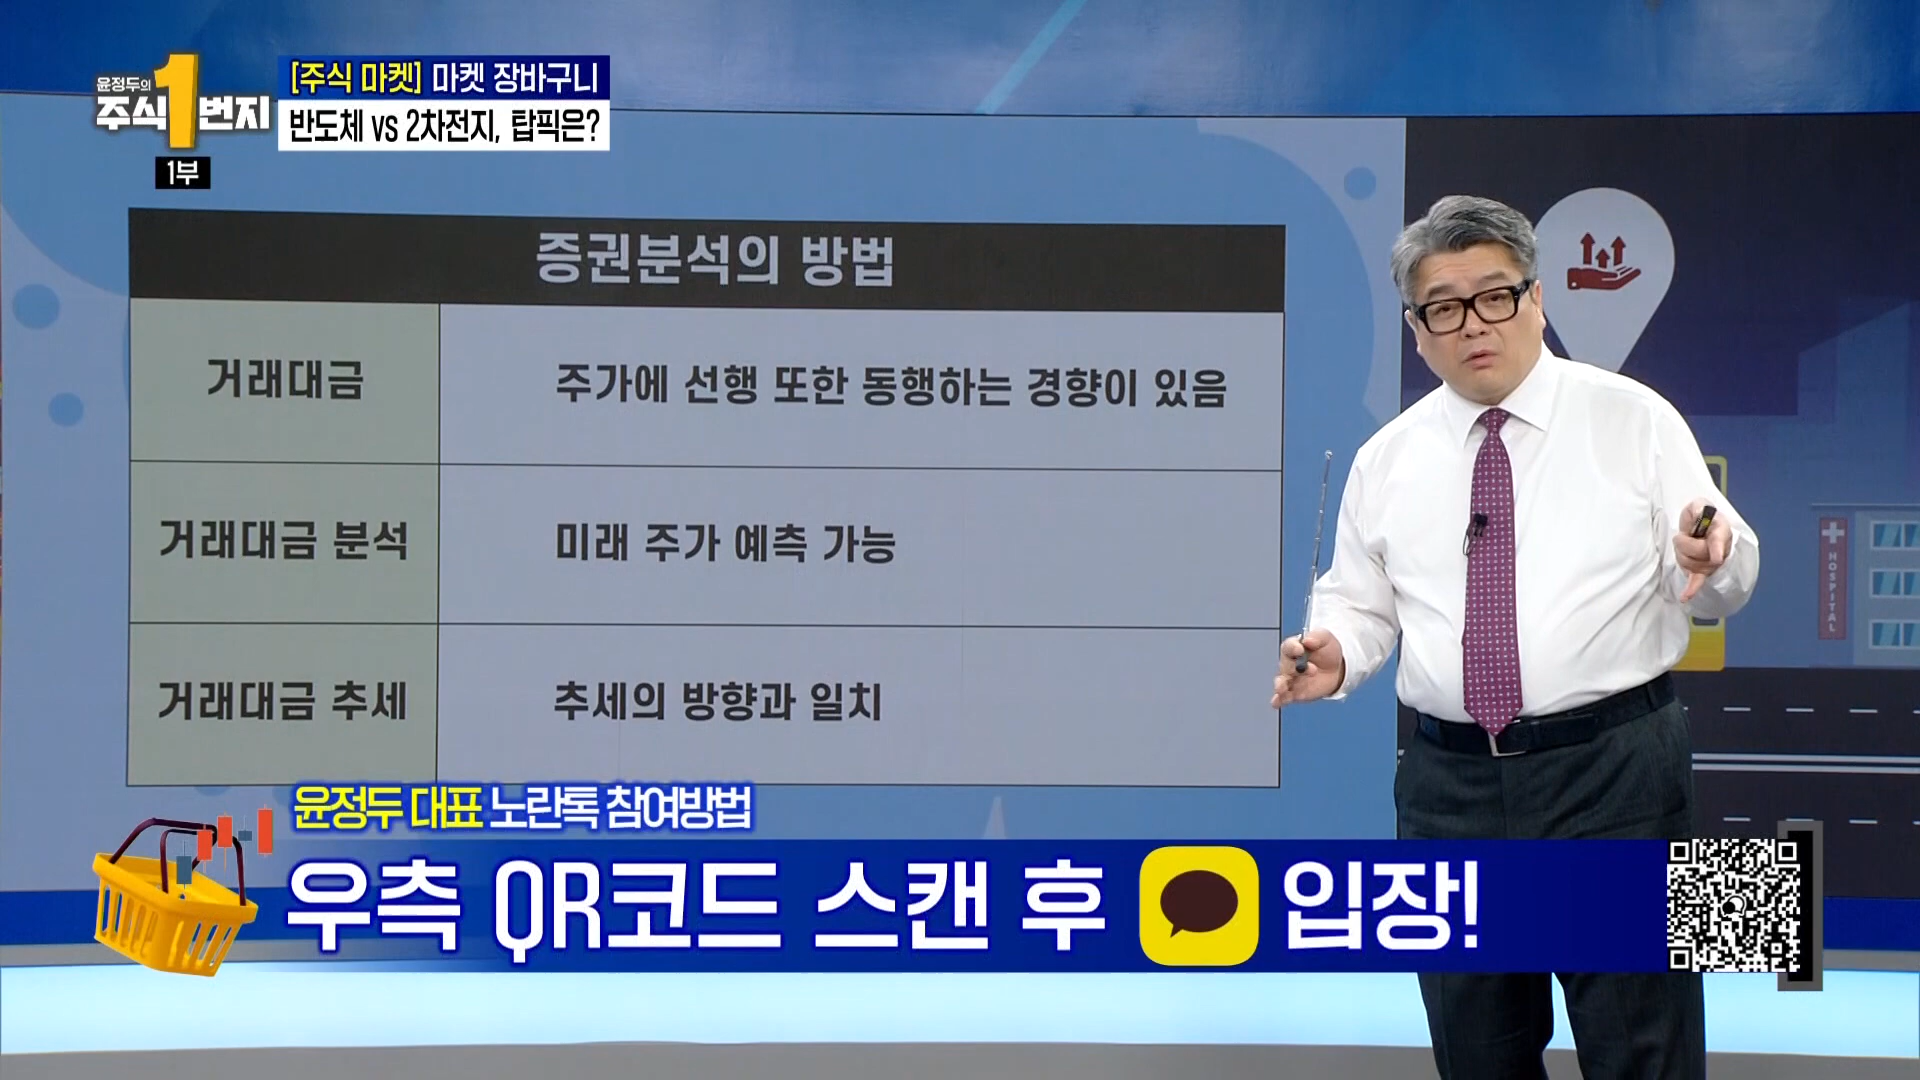 윤정두의
주식1번지
1부
[주식 마켓] 마켓 장바구니
반도체 vs 2차전지, 탑픽은?
증권분석의 방법
거래대금
주가에 선행 또한 동행하는 경향이 있음
거래대금 분석
미래 주가 예측 가능
거래대금 추세
추세의 방향과 일치
HOSPITAL
윤정두 대표 노란톡 참여방법
우측 QR코드 스캔 후 입장!